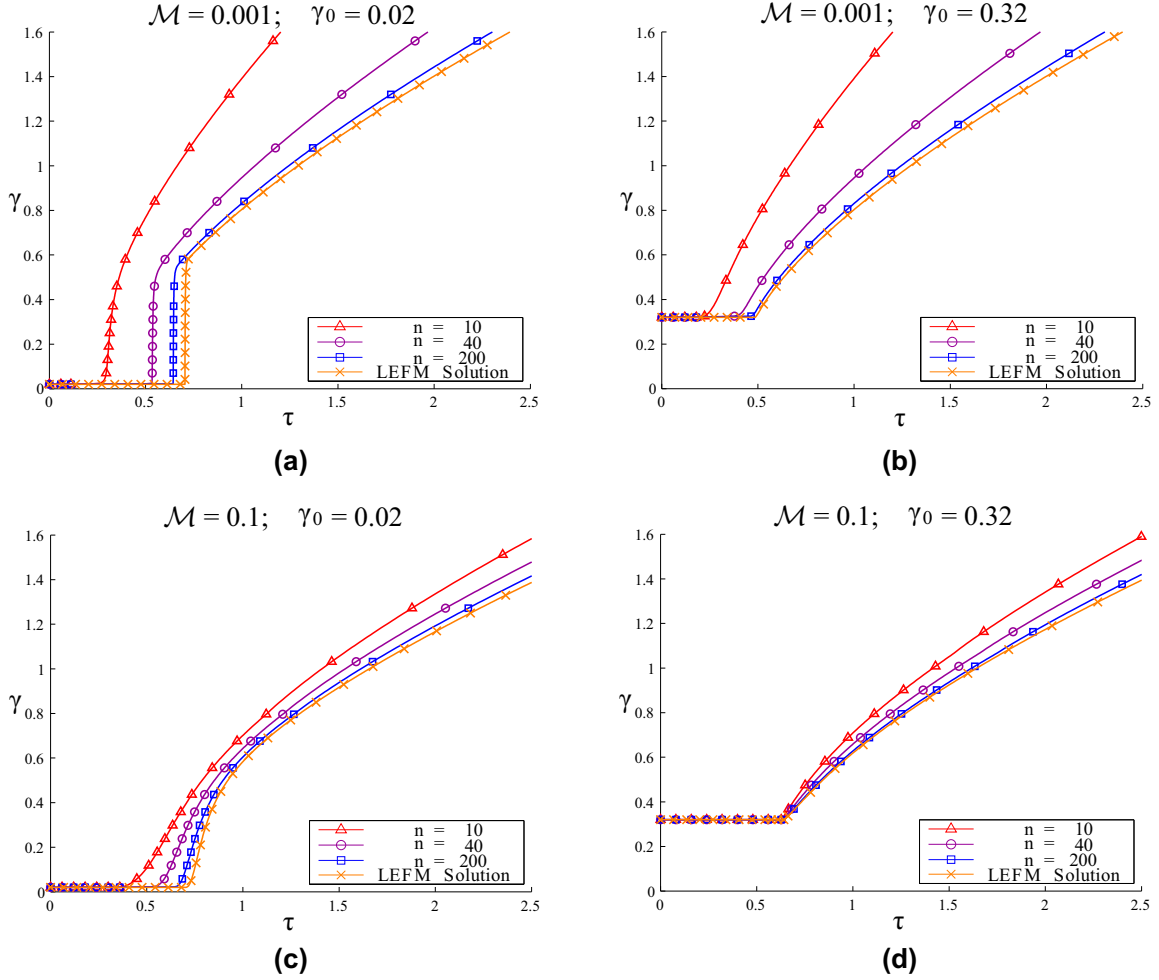 ℳ = 0.001; γ₀ = 0.02
1.6
1.4
1.2
1
0.8
0.6
0.4
0.2
0
γ
0
0.5
1
1.5
2
2.5
τ
n = 10
n = 40
n = 200
LEFM Solution
(a)
ℳ = 0.001; γ₀ = 0.32
1.6
1.4
1.2
1
0.8
0.6
0.4
0.2
0
γ
0
0.5
1
1.5
2
2.5
τ
n = 10
n = 40
n = 200
LEFM Solution
(b)
ℳ = 0.1; γ₀ = 0.02
1.6
1.4
1.2
1
0.8
0.6
0.4
0.2
0
γ
0
0.5
1
1.5
2
2.5
τ
n = 10
n = 40
n = 200
LEFM Solution
(c)
ℳ = 0.1; γ₀ = 0.32
1.6
1.4
1.2
1
0.8
0.6
0.4
0.2
0
γ
0
0.5
1
1.5
2
2.5
τ
n = 10
n = 40
n = 200
LEFM Solution
(d)